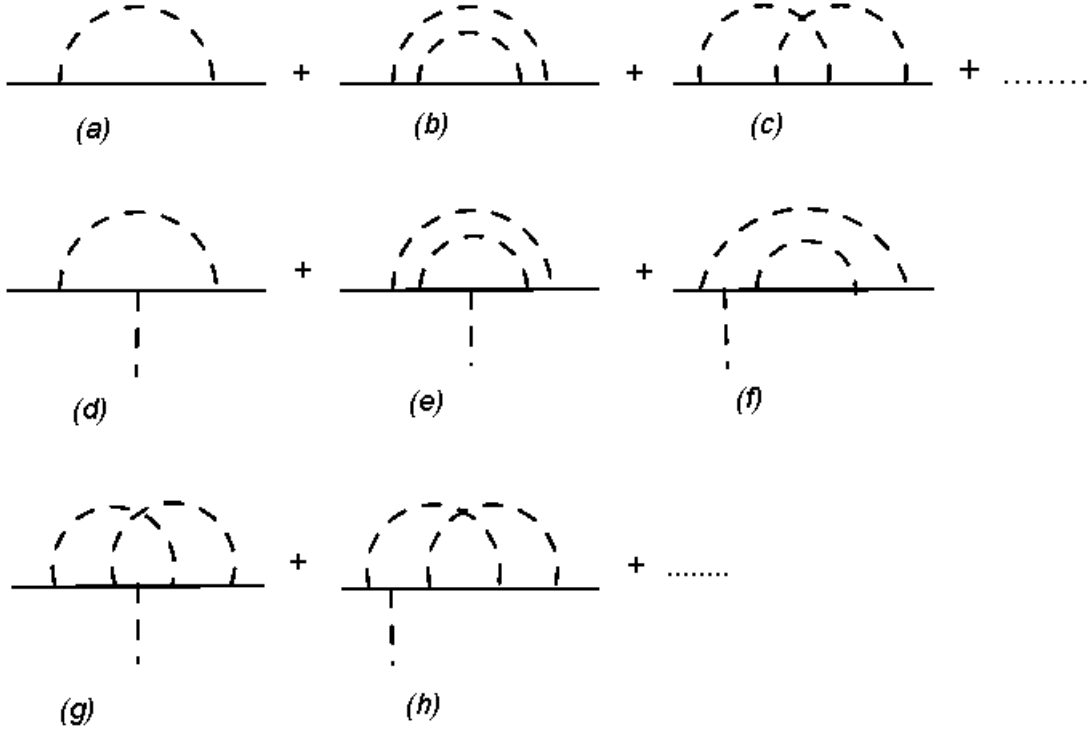 + + + ........
(a) (b) (c)
+ +
(d) (e) (f)
+ + ........
(g) (h)